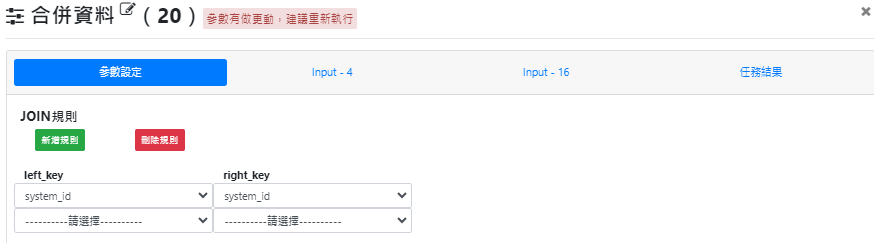 合併資料 ( 20 ) 參數有做更動，建議重新執行 ×
參數設定 Input - 4 Input - 16 任務結果
JOIN規則
新增規則 刪除規則
left_key right_key
system_id system_id
----------請選擇---------- ----------請選擇----------